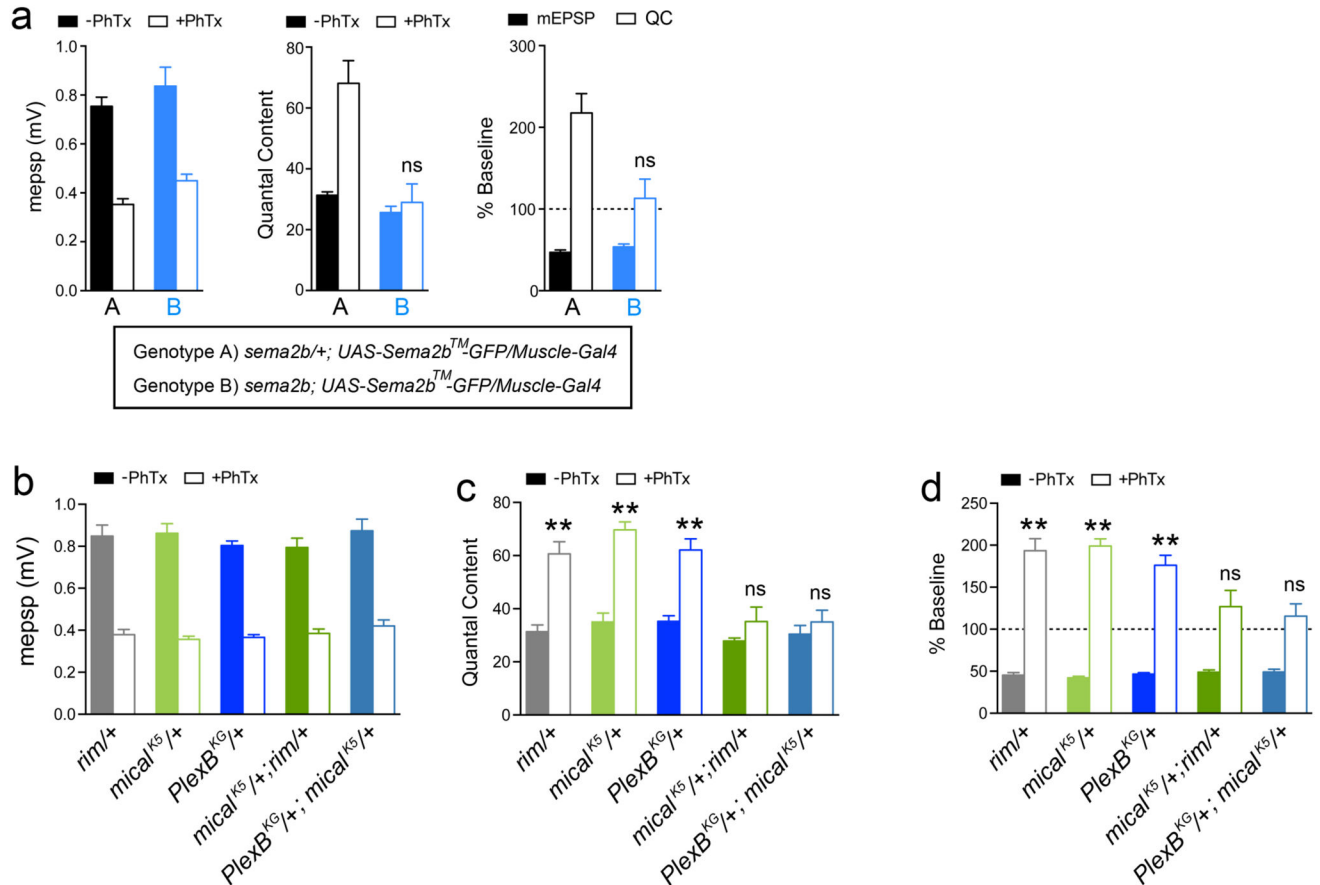 a
-PhTx +PhTx
mepsp (mV)
1.0
0.8
0.6
0.4
0.2
0.0
A B
-PhTx +PhTx
Quantal Content
80
60
40
20
0
ns
A B
mEPSP QC
% Baseline
300
200
100
0
ns
A B
Genotype A) sema2b/+; UAS-Sema2bTM-GFP/Muscle-Gal4
Genotype B) sema2b; UAS-Sema2bTM-GFP/Muscle-Gal4
b
-PhTx +PhTx
mepsp (mV)
1.0
0.8
0.6
0.4
0.2
0.0
rim/+
micalK5/+
PlexBKG/+
micalK5/+;rim/+
PlexBKG/+; micalK5/+
c
-PhTx +PhTx
Quantal Content
80
60
40
20
0
** ** ** ns ns
rim/+
micalK5/+
PlexBKG/+
micalK5/+;rim/+
PlexBKG/+; micalK5/+
d
-PhTx +PhTx
% Baseline
250
200
150
100
50
0
** ** ** ns ns
rim/+
micalK5/+
PlexBKG/+
micalK5/+;rim/+
PlexBKG/+; micalK5/+